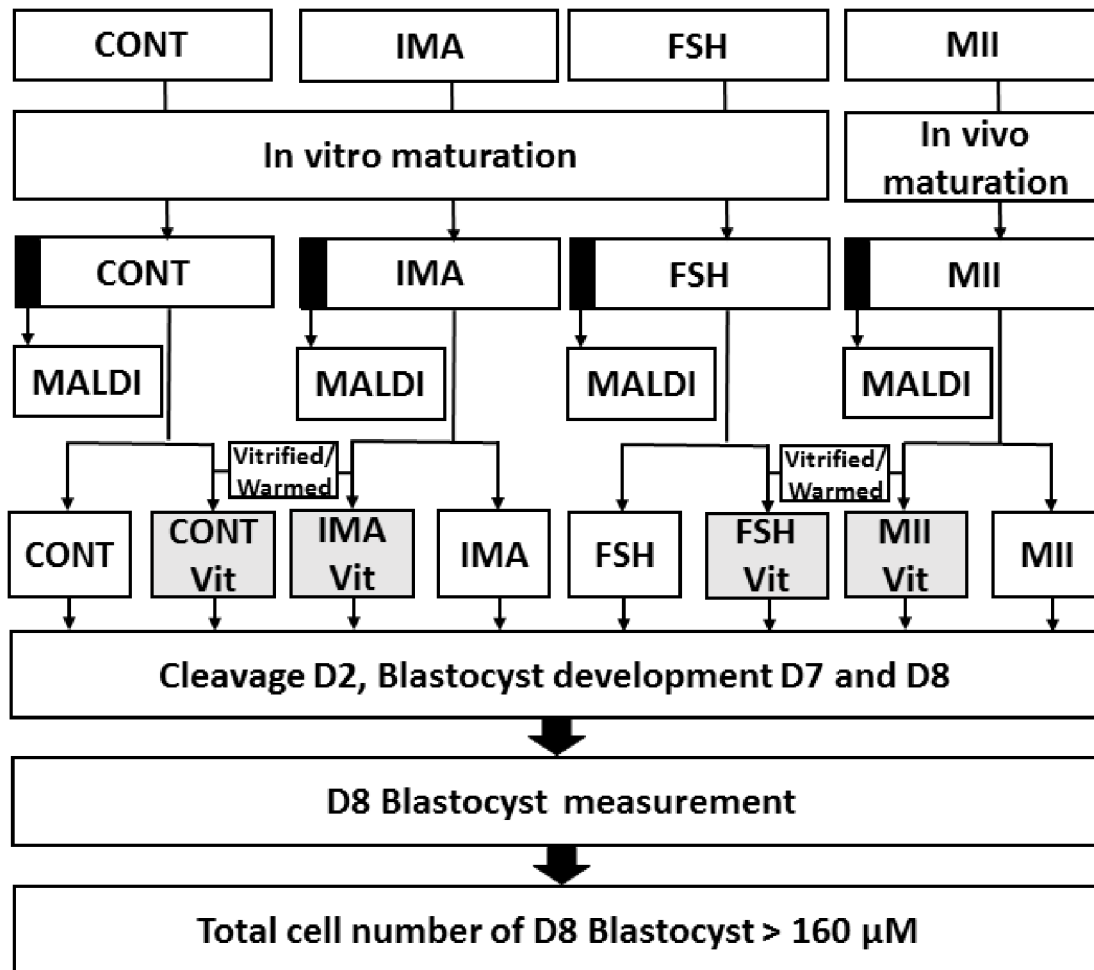 CONT
IMA
FSH
MII
In vitro maturation
In vivo
maturation
CONT
IMA
FSH
MII
MALDI
MALDI
MALDI
MALDI
Vitrified/
Warmed
Vitrified/
Warmed
CONT
CONT
Vit
IMA
Vit
IMA
FSH
FSH
Vit
MII
Vit
MII
Cleavage D2, Blastocyst development D7 and D8
D8 Blastocyst measurement
Total cell number of D8 Blastocyst > 160 µM